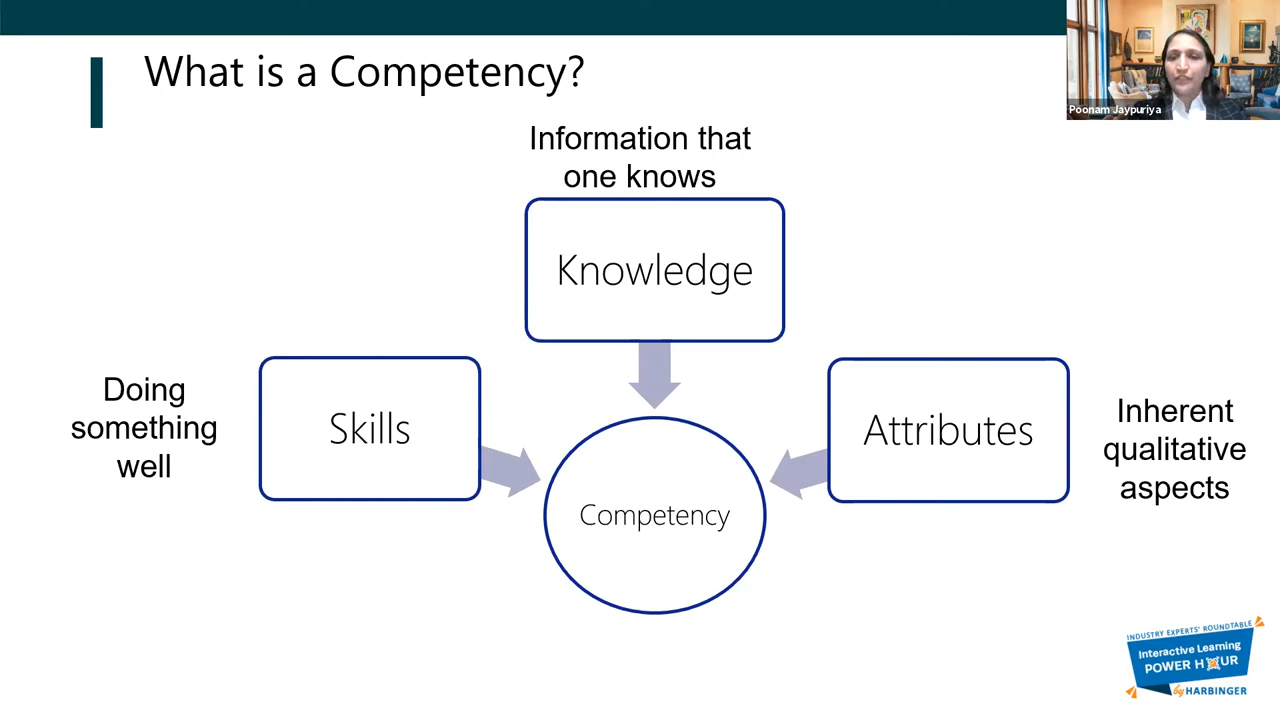 What is a Competency?
Poonam Jaypuriya
Information that
one knows
Knowledge
Doing
something
well
Skills
Attributes
Inherent
qualitative
aspects
Competency
INDUSTRY EXPERTS' ROUNDTABLE
Interactive Learning
POWER HOUR
by HARBINGER